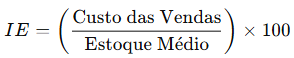 IE = (Custo das Vendas / Estoque Médio) × 100